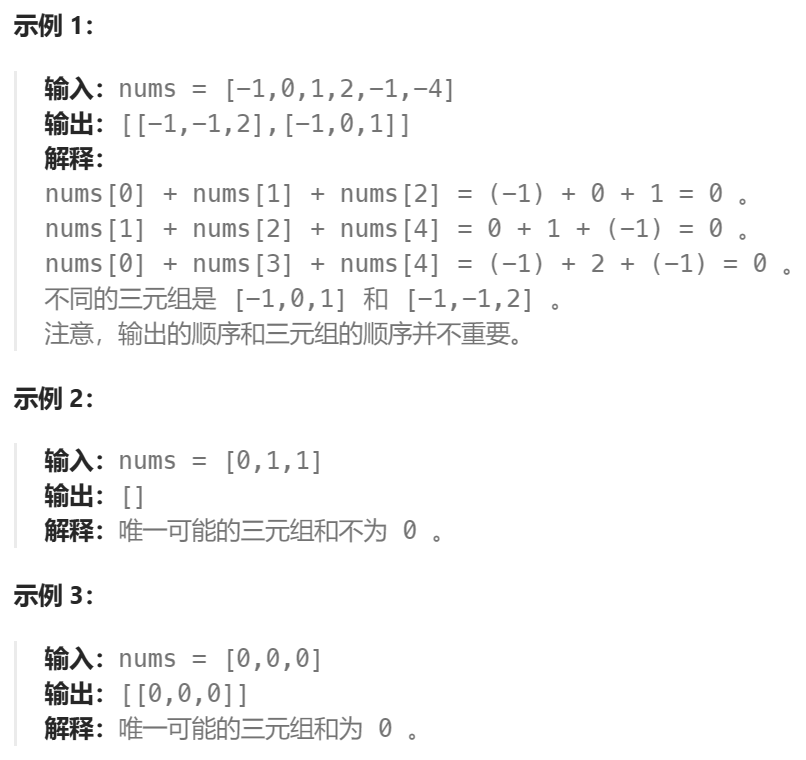 示例 1：
输入：nums = [-1,0,1,2,-1,-4]
输出：[[-1,-1,2],[-1,0,1]]
解释：
nums[0] + nums[1] + nums[2] = (-1) + 0 + 1 = 0 。
nums[1] + nums[2] + nums[4] = 0 + 1 + (-1) = 0 。
nums[0] + nums[3] + nums[4] = (-1) + 2 + (-1) = 0 。
不同的三元组是 [-1,0,1] 和 [-1,-1,2] 。
注意，输出的顺序和三元组的顺序并不重要。
示例 2：
输入：nums = [0,1,1]
输出：[]
解释：唯一可能的三元组和不为 0 。
示例 3：
输入：nums = [0,0,0]
输出：[[0,0,0]]
解释：唯一可能的三元组和为 0 。